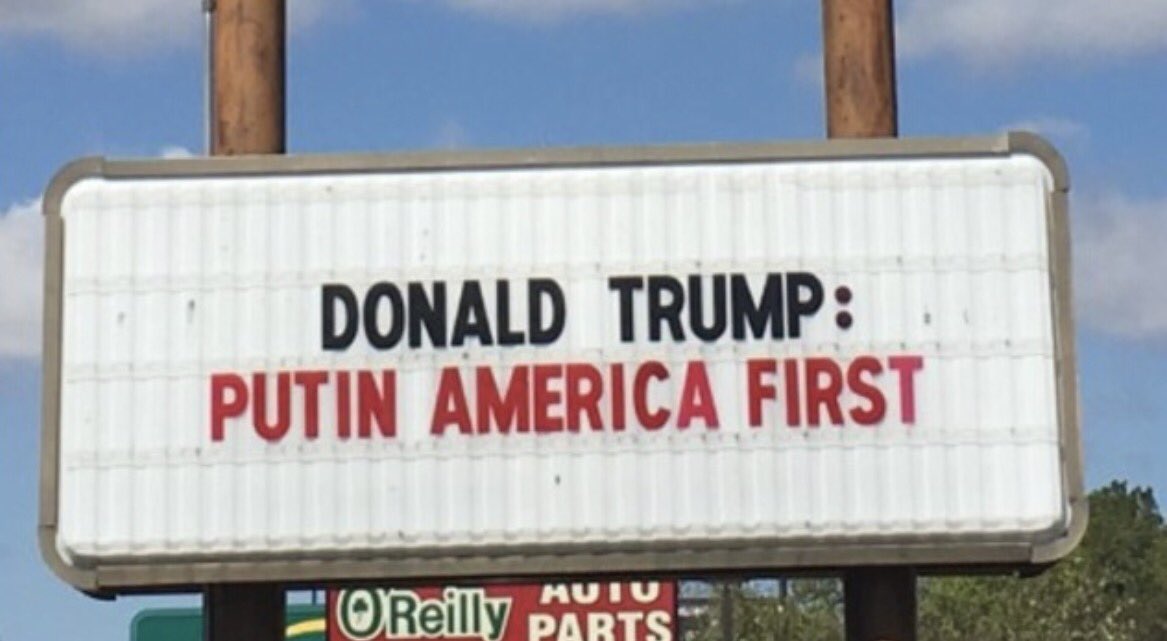 DONALD TRUMP:
PUTIN AMERICA FIRST
O'Reilly AUTO
PARTS